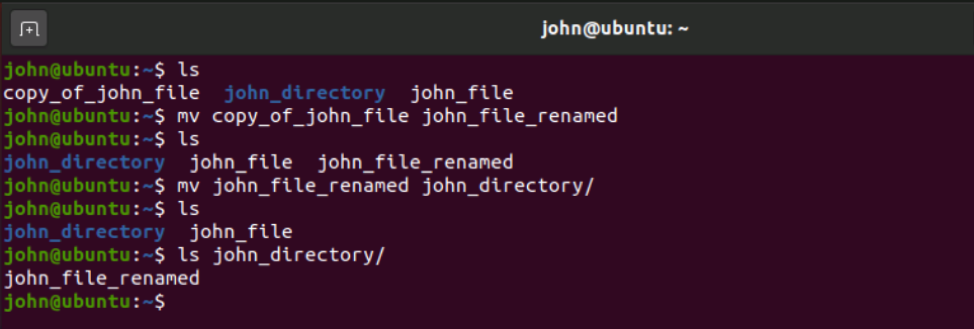 john@ubuntu: ~
john@ubuntu:~$ ls
copy_of_john_file  john_directory  john_file
john@ubuntu:~$ mv copy_of_john_file john_file_renamed
john@ubuntu:~$ ls
john_directory  john_file  john_file_renamed
john@ubuntu:~$ mv john_file_renamed john_directory/
john@ubuntu:~$ ls
john_directory  john_file
john@ubuntu:~$ ls john_directory/
john_file_renamed
john@ubuntu:~$